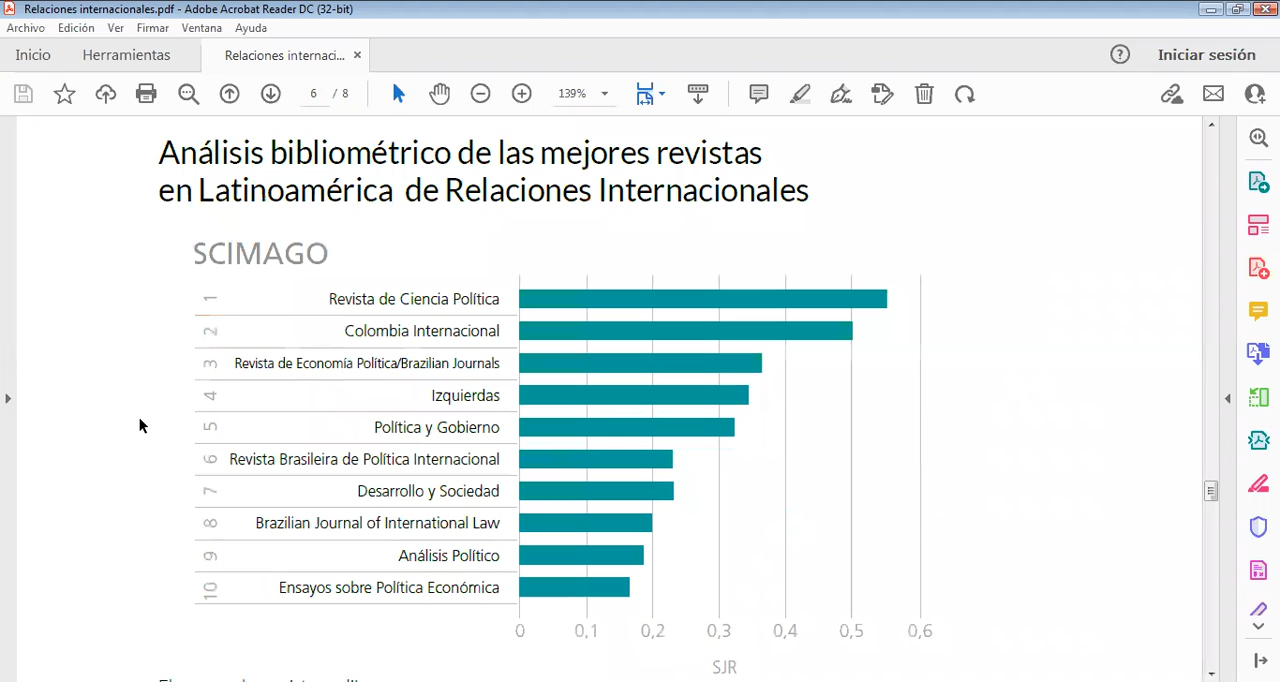 Relaciones internacionales.pdf - Adobe Acrobat Reader DC (32-bit)
Archivo Edición Ver Firmar Ventana Ayuda
Inicio Herramientas Relaciones internaci... × Iniciar sesión
6 / 8 139%
Análisis bibliométrico de las mejores revistas
en Latinoamérica de Relaciones Internacionales
SCIMAGO
1 Revista de Ciencia Política
2 Colombia Internacional
3 Revista de Economía Política/Brazilian Journals
4 Izquierdas
5 Política y Gobierno
6 Revista Brasileira de Política Internacional
7 Desarrollo y Sociedad
8 Brazilian Journal of International Law
9 Análisis Político
10 Ensayos sobre Política Económica
0 0,1 0,2 0,3 0,4 0,5 0,6
SJR